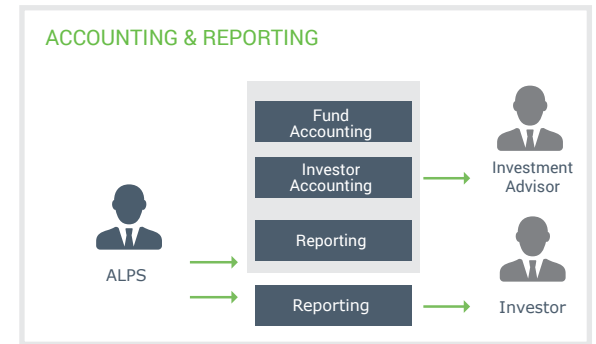 ACCOUNTING & REPORTING
Fund
Accounting
Investor
Accounting
Investment
Advisor
Reporting
ALPS
Reporting
Investor